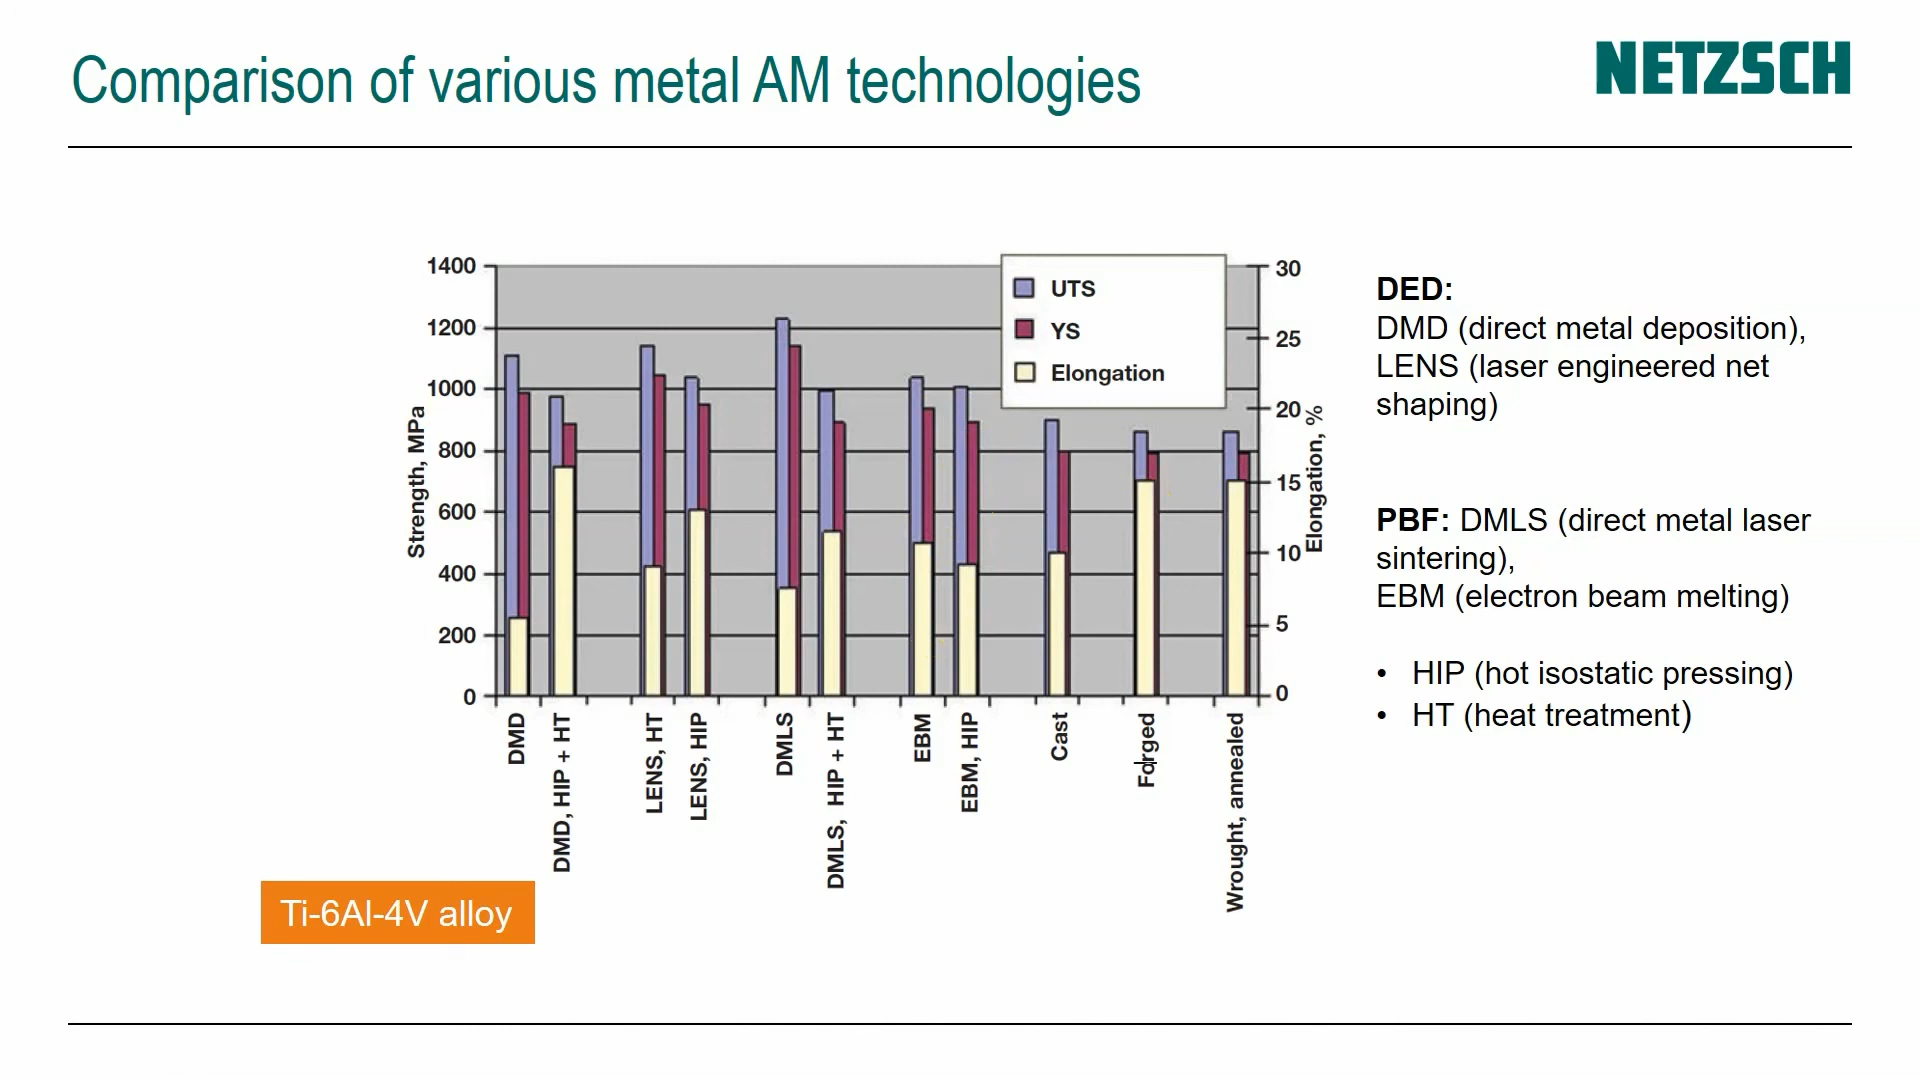 Comparison of various metal AM technologies
NETZSCH
1400
1200
1000
800
600
400
200
0
Strength, MPa
UTS
YS
Elongation
30
25
20
15
10
5
0
Elongation, %
DMD
DMD, HIP + HT
LENS, HT
LENS, HIP
DMLS
DMLS, HIP + HT
EBM
EBM, HIP
Cast
Forged
Wrought, annealed
Ti-6Al-4V alloy
DED:
DMD (direct metal deposition),
LENS (laser engineered net
shaping)
PBF: DMLS (direct metal laser
sintering),
EBM (electron beam melting)
• HIP (hot isostatic pressing)
• HT (heat treatment)